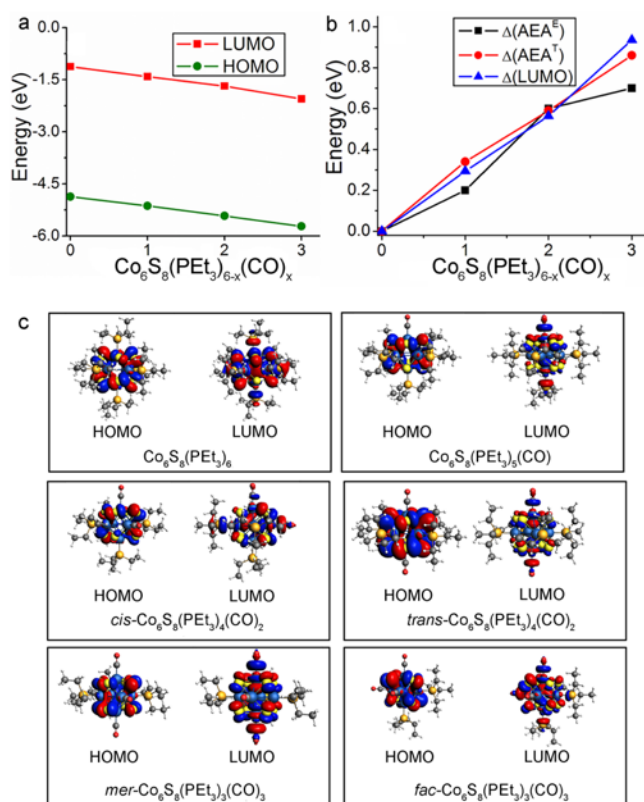 a
LUMO
HOMO
Energy (eV)
0.0
-1.5
-3.0
-4.5
-6.0
0 1 2 3
Co₆S₈(PEt₃)₆₋ₓ(CO)ₓ
b
Δ(AEAᴱ)
Δ(AEAᵀ)
Δ(LUMO)
Energy (eV)
1.0
0.8
0.6
0.4
0.2
0.0
0 1 2 3
Co₆S₈(PEt₃)₆₋ₓ(CO)ₓ
c
HOMO LUMO
Co₆S₈(PEt₃)₆
HOMO LUMO
Co₆S₈(PEt₃)₅(CO)
HOMO LUMO
cis-Co₆S₈(PEt₃)₄(CO)₂
HOMO LUMO
trans-Co₆S₈(PEt₃)₄(CO)₂
HOMO LUMO
mer-Co₆S₈(PEt₃)₃(CO)₃
HOMO LUMO
fac-Co₆S₈(PEt₃)₃(CO)₃